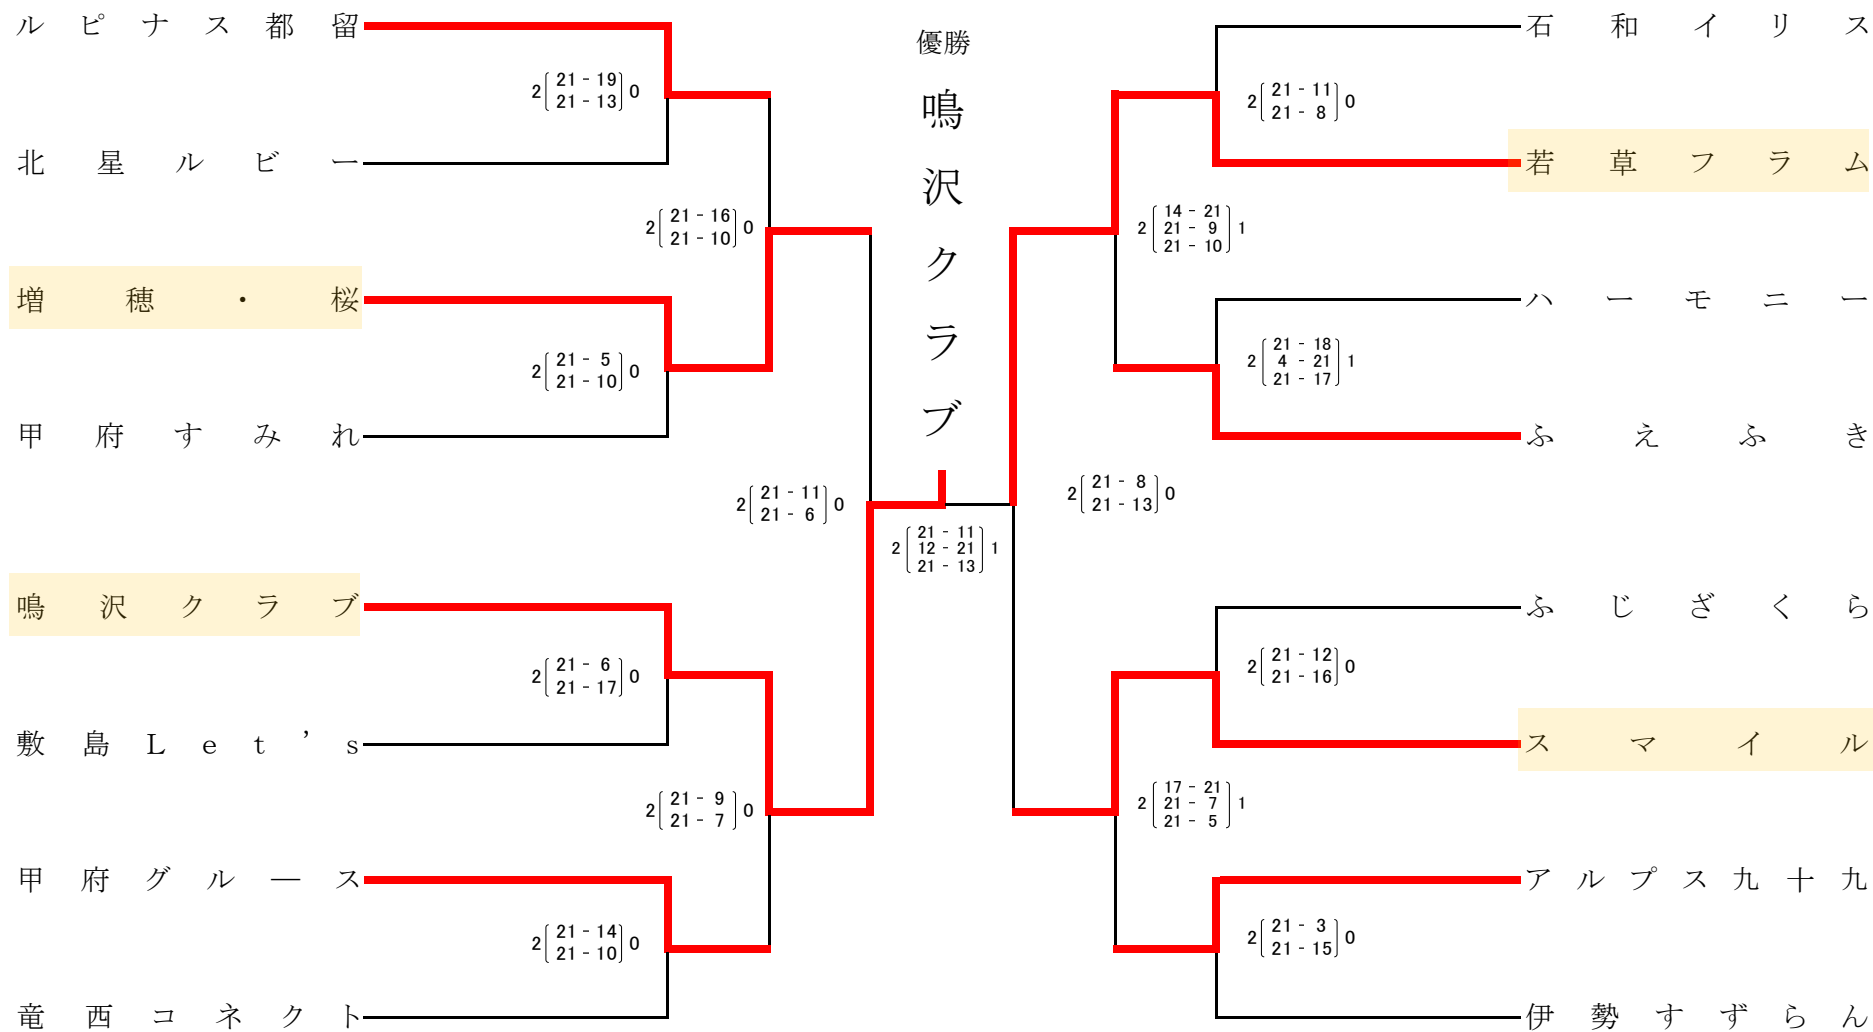 ルピナス都留
2 21 - 19 0
21 - 13
北星ルビー
2 21 - 16 0
21 - 10
増穂・桜
2 21 - 5 0
21 - 10
甲府すみれ
2 21 - 11 0
21 - 6
鳴沢クラブ
2 21 - 6 0
21 - 17
敷島Let’s
2 21 - 9 0
21 - 7
甲府グル―ス
2 21 - 14 0
21 - 10
竜西コネクト
優勝
鳴沢クラブ
2 21 - 11 1
12 - 21
21 - 13
石和イリス
2 21 - 11 0
21 - 8
若草フラム
2 14 - 21 1
21 - 9
21 - 10
ハーモニー
2 21 - 18 1
4 - 21
21 - 17
ふえふき
2 21 - 8 0
21 - 13
ふじざくら
2 21 - 12 0
21 - 16
スマイル
2 17 - 21 1
21 - 7
21 - 5
アルプス九十九
2 21 - 3 0
21 - 15
伊勢すずらん